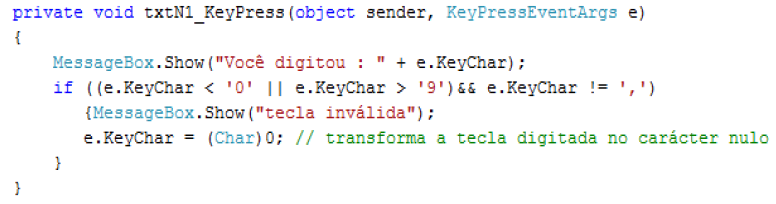 private void txtN1_KeyPress(object sender, KeyPressEventArgs e)
{
MessageBox.Show("Você digitou : " + e.KeyChar);
if ((e.KeyChar < '0' || e.KeyChar > '9')&& e.KeyChar != ',')
{MessageBox.Show("tecla inválida");
e.KeyChar = (Char)0; // transforma a tecla digitada no carácter nulo
}
}